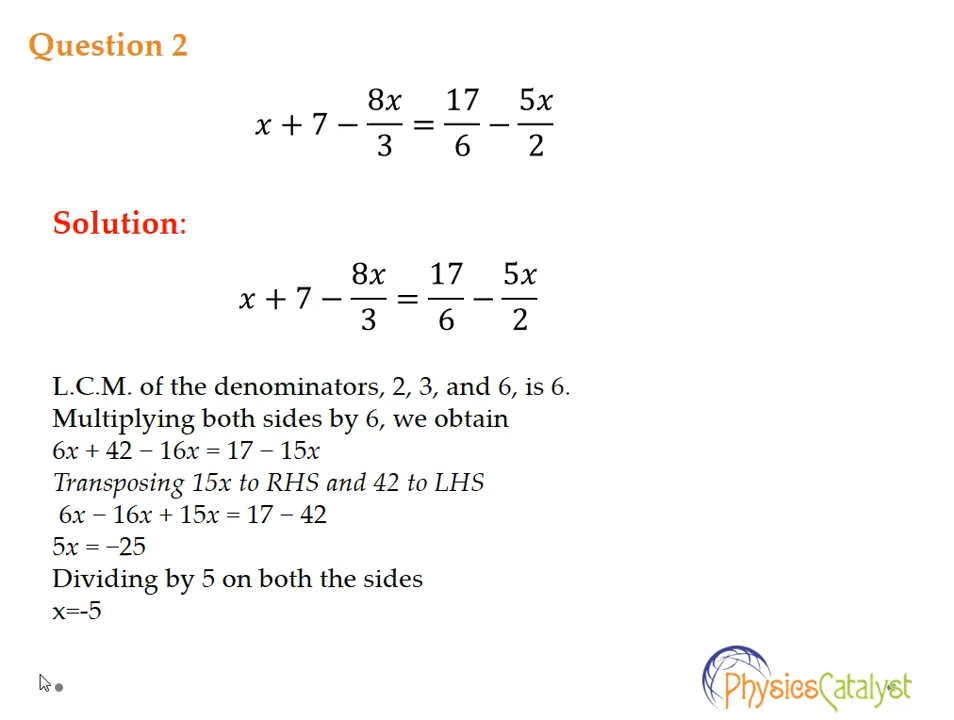 Question 2
x + 7 − 8x/3 = 17/6 − 5x/2
Solution:
x + 7 − 8x/3 = 17/6 − 5x/2
L.C.M. of the denominators, 2, 3, and 6, is 6.
Multiplying both sides by 6, we obtain
6x + 42 − 16x = 17 − 15x
Transposing 15x to RHS and 42 to LHS
6x − 16x + 15x = 17 − 42
5x = −25
Dividing by 5 on both the sides
x=-5
PhysicsCatalyst